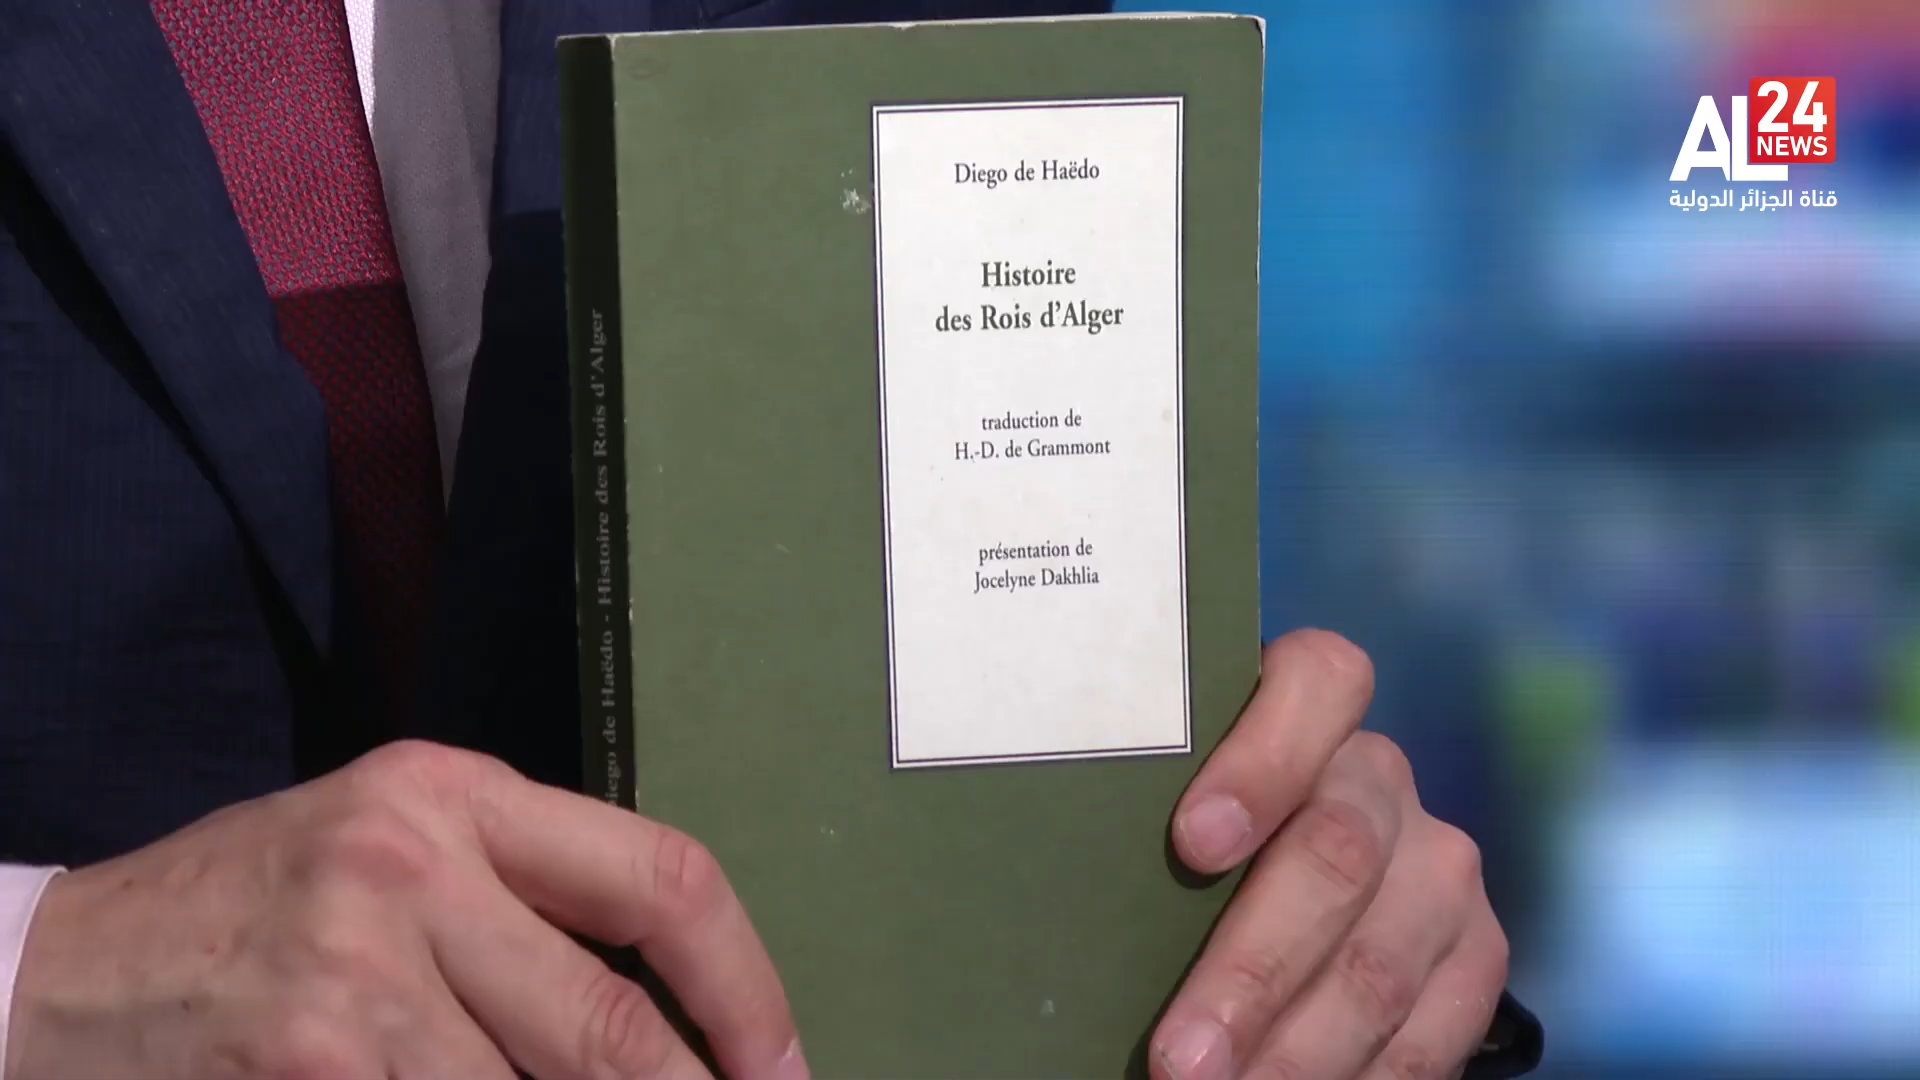 Diego de Haëdo
Histoire
des Rois d'Alger
traduction de
H.-D. de Grammont
présentation de
Jocelyne Dakhlia
Diego de Haëdo - Histoire des Rois d'Alger
AL
24
NEWS
قناة الجزائر الدولية